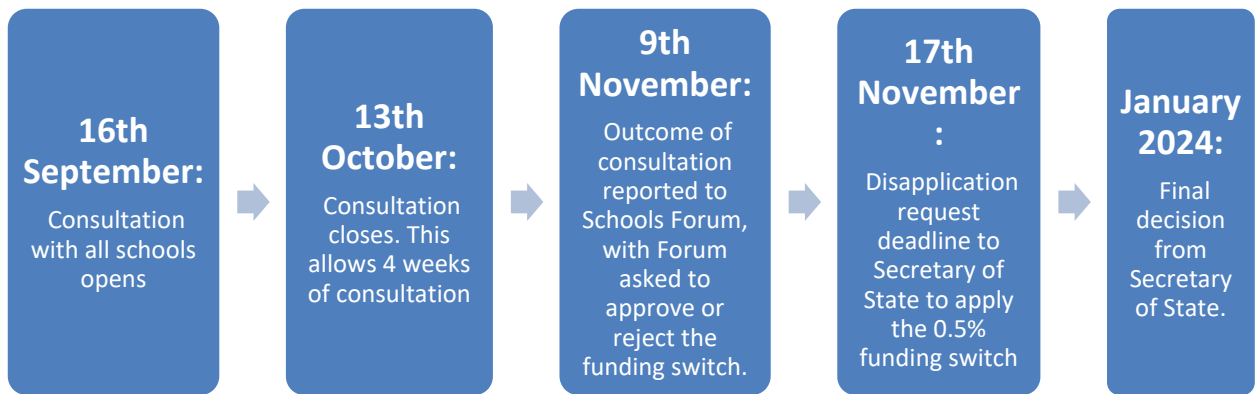 16th
September:
Consultation
with all schools
opens
13th
October:
Consultation
closes. This
allows 4 weeks
of consultation
9th
November:
Outcome of
consultation
reported to
Schools Forum,
with Forum
asked to
approve or
reject the
funding switch.
17th
November
:
Disapplication
request
deadline to
Secretary of
State to apply
the 0.5%
funding switch
January
2024:
Final
decision
from
Secretary
of State.